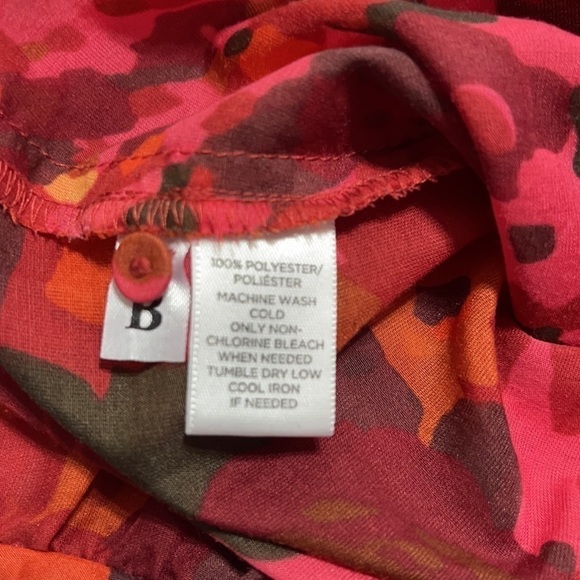 B
100% POLYESTER/
POLIÉSTER
MACHINE WASH
COLD
ONLY NON-
CHLORINE BLEACH
WHEN NEEDED
TUMBLE DRY LOW
COOL IRON
IF NEEDED